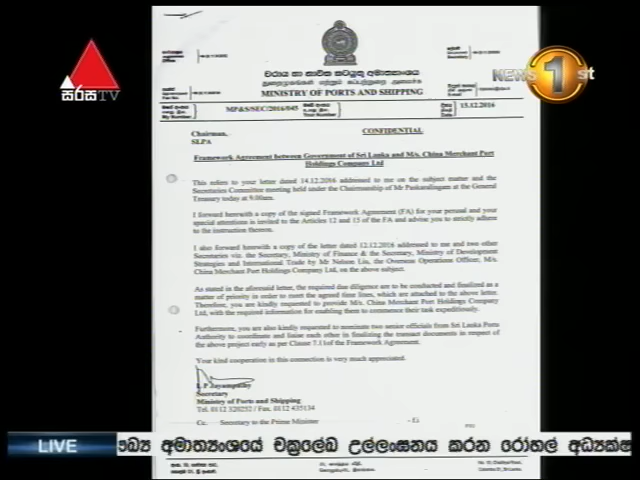 සිරස TV
NEWS 1st
වරාය හා නාවික කටයුතු අමාත්‍යාංශය
MINISTRY OF PORTS AND SHIPPING
My Number
MP&S/SEC/2016/045
Your Number
Date
15.12.2016
Chairman,
CONFIDENTIAL
SLPA
Framework Agreement between Government of Sri Lanka and M/s. China Merchant Port
Holdings Company Ltd
This refers to your letter dated 14.12.2016 addressed to me on the subject matter and the
Secretaries Committee meeting held under the Chairmanship of Mr Paskaralingam at the General
Treasury today at 9.00am.
I forward herewith a copy of the signed Framework Agreement (FA) for your perusal and your
special attentions is invited to the Articles 12 and 15 of the FA and advise you to strictly adhere
to the instruction thereon.
I also forward herewith a copy of the letter dated 12.12.2016 addressed to me and two other
Secretaries viz. the Secretary, Ministry of Finance & the Secretary, Ministry of Development
Strategies and International Trade by Mr Nelson Liu, the Overseas Operations Officer, M/s.
China Merchant Port Holdings Company Ltd, on the above subject.
As stated in the aforesaid letter, the required due diligence are to be conducted and finalized as a
matter of priority in order to meet the agreed time lines, which are attached to the above letter.
Therefore, you are kindly requested to provide M/s. China Merchant Port Holdings Company
Ltd, with the required information for enabling them to commence their task expeditiously.
Furthermore, you are also kindly requested to nominate two senior officials from Sri Lanka Ports
Authority to coordinate and liaise each other in finalizing the transact documents in respect of
the above project early as per Clause 7.1 of the Framework Agreement.
Your kind cooperation in this connection is very much appreciated.
L P Jayampathy
Secretary
Ministry of Ports and Shipping
Tel. 0112 320252 / Fax. 0112 435134
Cc. Secretary to the Prime Minister
LIVE
ඛ්‍ය අමාත්‍යංශයේ චක්‍රලේඛ උල්ලංඝනය කරන රෝහල් අධ්‍යක්ෂ